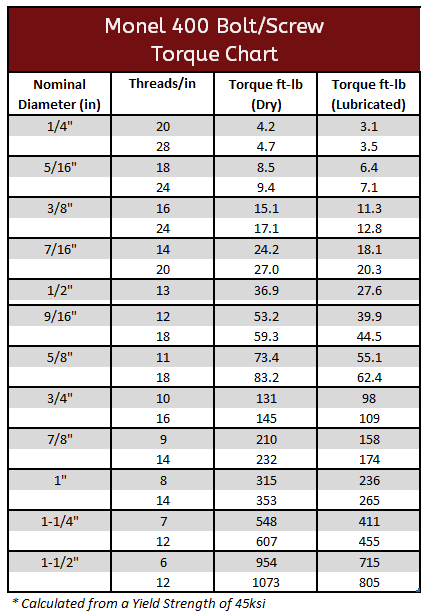 Monel 400 Bolt/Screw
Torque Chart
Nominal Diameter (in) Threads/in Torque ft-lb (Dry) Torque ft-lb (Lubricated)
1/4" 20 4.2 3.1
28 4.7 3.5
5/16" 18 8.5 6.4
24 9.4 7.1
3/8" 16 15.1 11.3
24 17.1 12.8
7/16" 14 24.2 18.1
20 27.0 20.3
1/2" 13 36.9 27.6
9/16" 12 53.2 39.9
18 59.3 44.5
5/8" 11 73.4 55.1
18 83.2 62.4
3/4" 10 131 98
16 145 109
7/8" 9 210 158
14 232 174
1" 8 315 236
14 353 265
1-1/4" 7 548 411
12 607 455
1-1/2" 6 954 715
12 1073 805
* Calculated from a Yield Strength of 45ksi